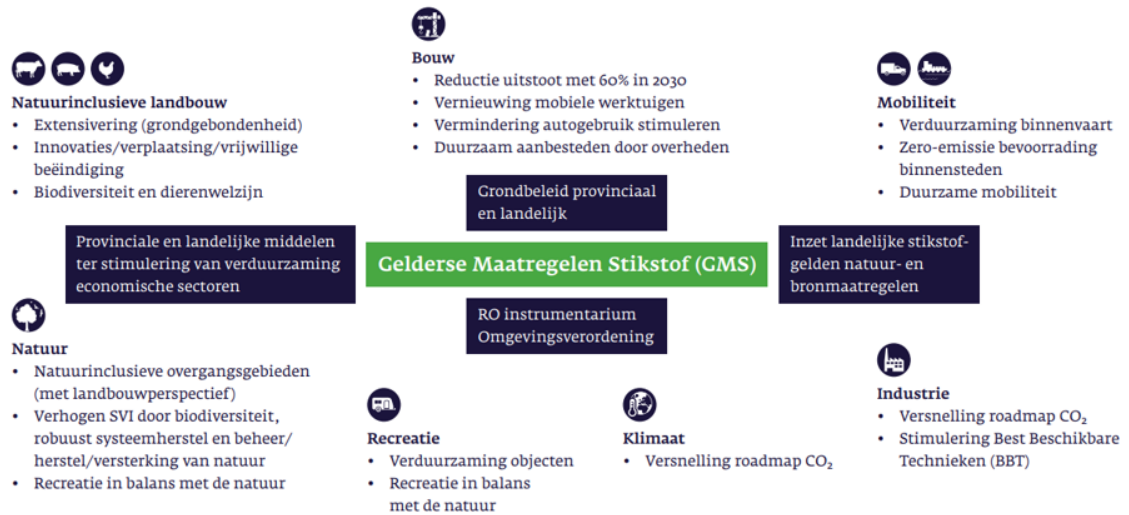 Bouw
• Reductie uitstoot met 60% in 2030
• Vernieuwing mobiele werktuigen
• Vermindering autogebruik stimuleren
• Duurzaam aanbesteden door overheden
Natuurinclusieve landbouw
• Extensivering (grondgebondenheid)
• Innovaties/verplaatsing/vrijwillige
beëindiging
• Biodiversiteit en dierenwelzijn
Mobiliteit
• Verduurzaming binnenvaart
• Zero-emissie bevoorrading
binnensteden
• Duurzame mobiliteit
Grondbeleid provinciaal
en landelijk
Provinciale en landelijke middelen
ter stimulering van verduurzaming
economische sectoren
Gelderse Maatregelen Stikstof (GMS)
Inzet landelijke stikstof-
gelden natuur- en
bronmaatregelen
RO instrumentarium
Omgevingsverordening
Natuur
• Natuurinclusieve overgangsgebieden
(met landbouwperspectief)
• Verhogen SVI door biodiversiteit,
robuust systeemherstel en beheer/
herstel/versterking van natuur
• Recreatie in balans met de natuur
Recreatie
• Verduurzaming objecten
• Recreatie in balans
met de natuur
Klimaat
• Versnelling roadmap CO₂
Industrie
• Versnelling roadmap CO₂
• Stimulering Best Beschikbare
Technieken (BBT)